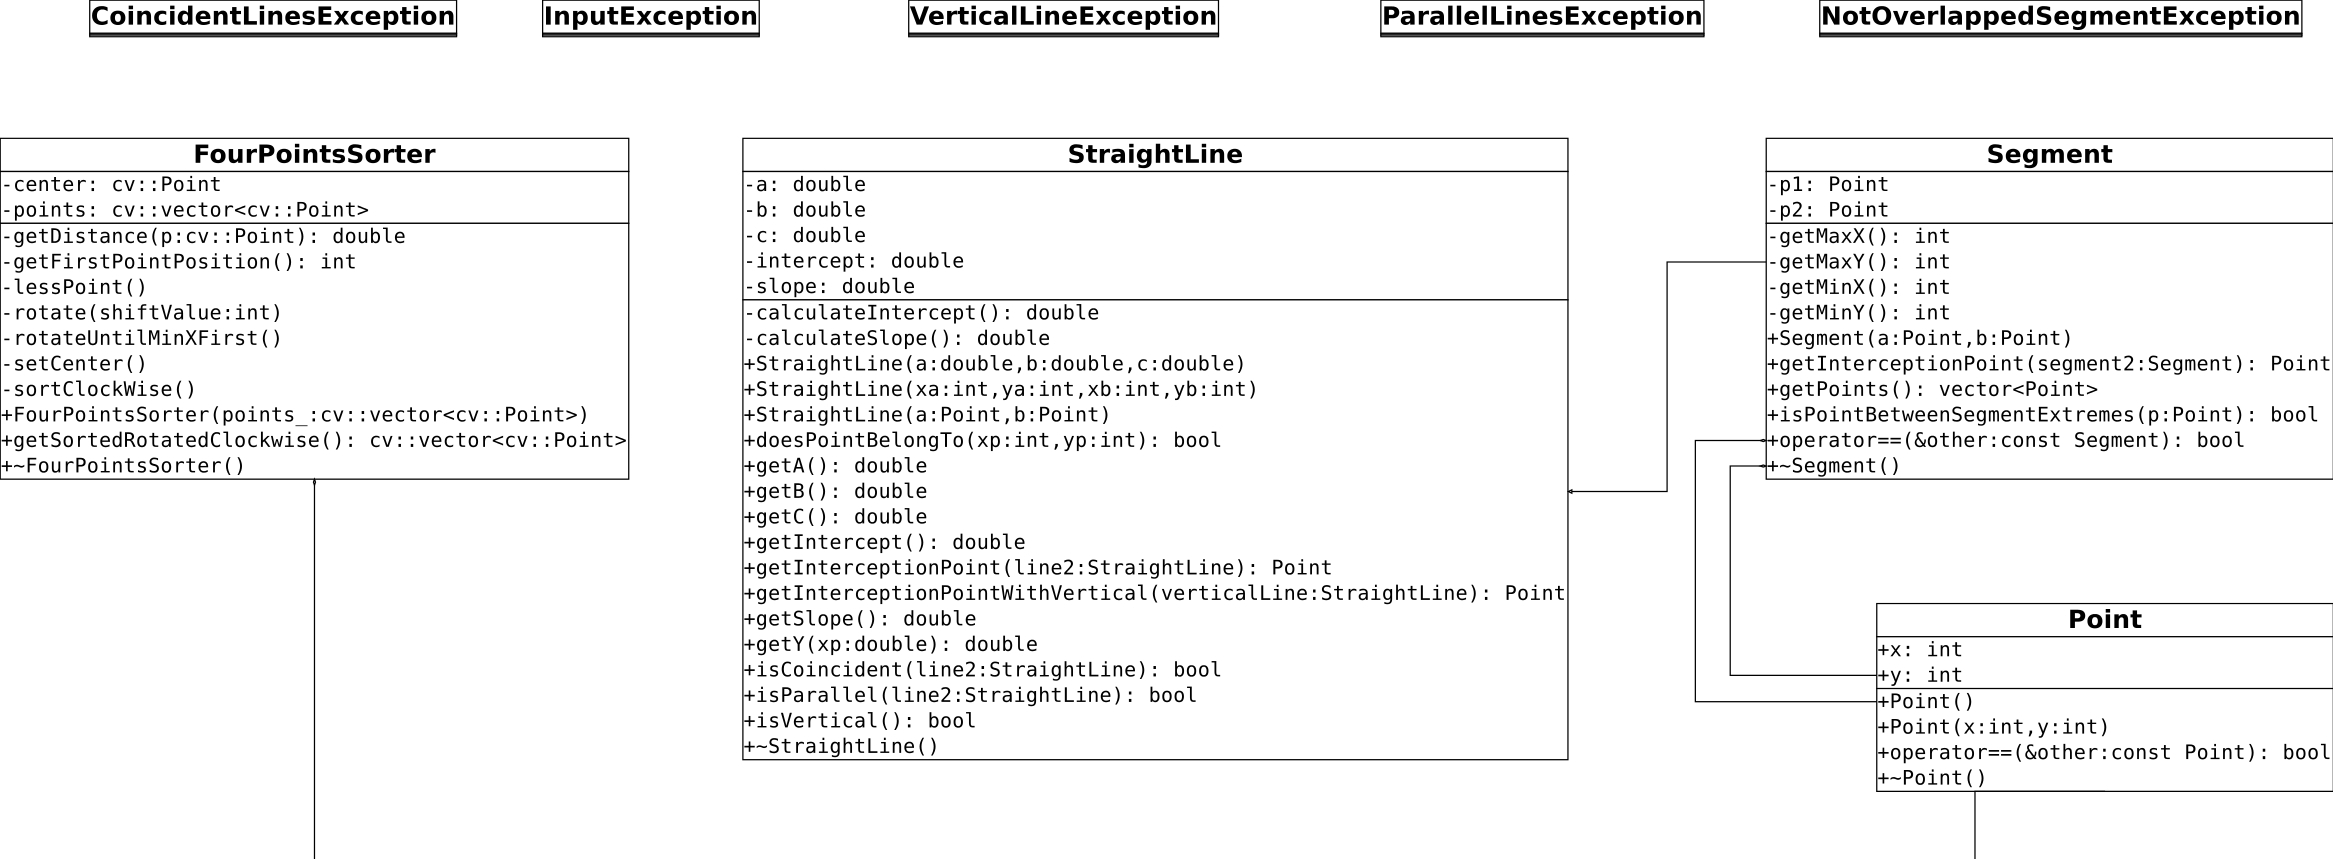 CoincidentLinesException
InputException
VerticalLineException
ParallelLinesException
NotOverlappedSegmentException
FourPointsSorter
-center: cv::Point
-points: cv::vector<cv::Point>
-getDistance(p:cv::Point): double
-getFirstPointPosition(): int
-lessPoint()
-rotate(shiftValue:int)
-rotateUntilMinXFirst()
-setCenter()
-sortClockWise()
+FourPointsSorter(points_:cv::vector<cv::Point>)
+getSortedRotatedClockwise(): cv::vector<cv::Point>
+~FourPointsSorter()
StraightLine
-a: double
-b: double
-c: double
-intercept: double
-slope: double
-calculateIntercept(): double
-calculateSlope(): double
+StraightLine(a:double,b:double,c:double)
+StraightLine(xa:int,ya:int,xb:int,yb:int)
+StraightLine(a:Point,b:Point)
+doesPointBelongTo(xp:int,yp:int): bool
+getA(): double
+getB(): double
+getC(): double
+getIntercept(): double
+getInterceptionPoint(line2:StraightLine): Point
+getInterceptionPointWithVertical(verticalLine:StraightLine): Point
+getSlope(): double
+getY(xp:double): double
+isCoincident(line2:StraightLine): bool
+isParallel(line2:StraightLine): bool
+isVertical(): bool
+~StraightLine()
Segment
-p1: Point
-p2: Point
-getMaxX(): int
-getMaxY(): int
-getMinX(): int
-getMinY(): int
+Segment(a:Point,b:Point)
+getInterceptionPoint(segment2:Segment): Point
+getPoints(): vector<Point>
+isPointBetweenSegmentExtremes(p:Point): bool
+operator==(&other:const Segment): bool
+~Segment()
Point
+x: int
+y: int
+Point()
+Point(x:int,y:int)
+operator==(&other:const Point): bool
+~Point()